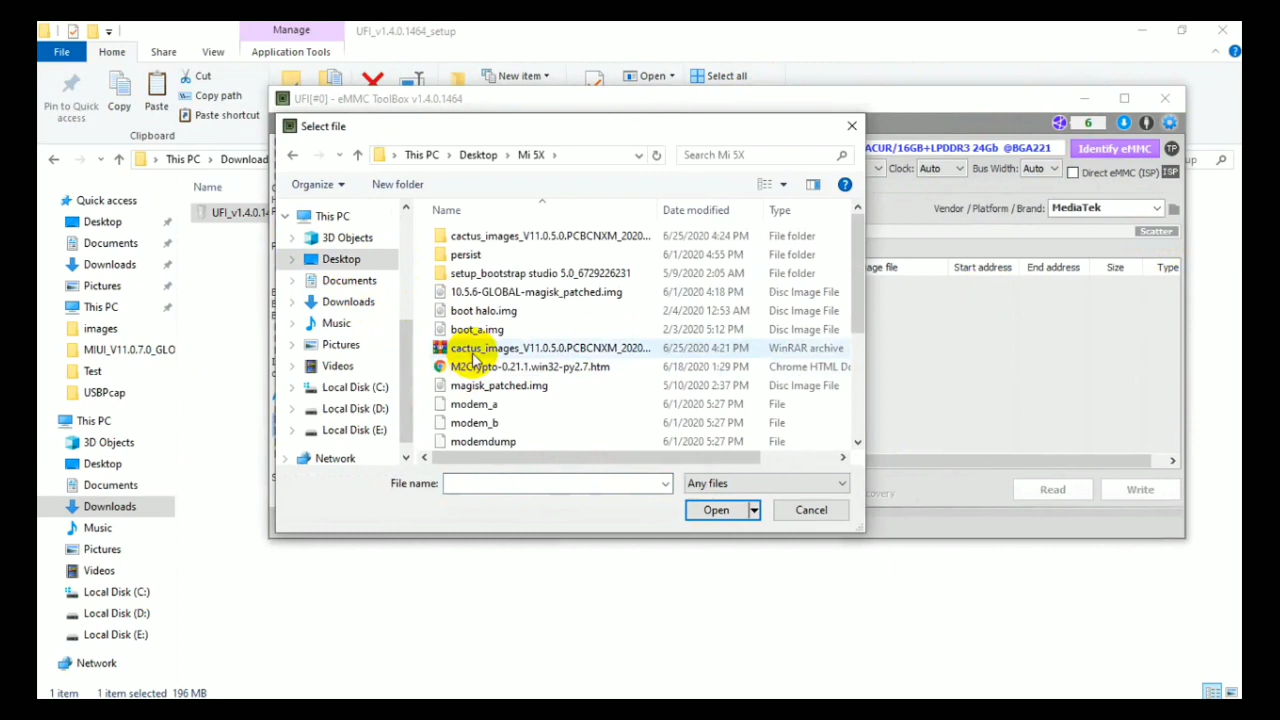 Manage
UFI_v1.4.0.1464_setup
File
Home
Share
View
Application Tools
Pin to Quick access
Copy
Paste
Cut
Copy path
Paste shortcut
Clipboard
New item
Open
Select all
UFI[#0] - eMMC ToolBox v1.4.0.1464
6
ACUR/16GB+LPDDR3 24Gb @BGA221
Identify eMMC
TP
Clock:
Auto
Bus Width:
Auto
Direct eMMC (ISP)
ISP
Vendor / Platform / Brand:
MediaTek
Scatter
age file
Start address
End address
Size
Type
Read
Write
This PC
Download
Name
UFI_v1.4.0.14
Quick access
Desktop
Documents
Downloads
Pictures
This PC
images
MIUI_V11.0.7.0_GLO
Test
USBPcap
This PC
3D Objects
Desktop
Documents
Downloads
Music
Pictures
Videos
Local Disk (C:)
Local Disk (D:)
Local Disk (E:)
Network
1 item
1 item selected 196 MB
Select file
This PC
Desktop
Mi 5X
Search Mi 5X
Organize
New folder
This PC
3D Objects
Desktop
Documents
Downloads
Music
Pictures
Videos
Local Disk (C:)
Local Disk (D:)
Local Disk (E:)
Network
Name
Date modified
Type
cactus_images_V11.0.5.0.PCBCNXM_2020... 6/25/2020 4:24 PM File folder
persist 6/1/2020 4:55 PM File folder
setup_bootstrap studio 5.0_6729226231 5/9/2020 2:05 AM File folder
10.5.6-GLOBAL-magisk_patched.img 6/1/2020 4:18 PM Disc Image File
boot halo.img 2/4/2020 12:53 AM Disc Image File
boot_a.img 2/3/2020 5:12 PM Disc Image File
cactus_images_V11.0.5.0.PCBCNXM_2020... 6/25/2020 4:21 PM WinRAR archive
M2Crypto-0.21.1.win32-py2.7.htm 6/18/2020 1:29 PM Chrome HTML Do
magisk_patched.img 5/10/2020 2:37 PM Disc Image File
modem_a 6/1/2020 5:27 PM File
modem_b 6/1/2020 5:27 PM File
modemdump 6/1/2020 5:27 PM File
File name:
Any files
Open
Cancel